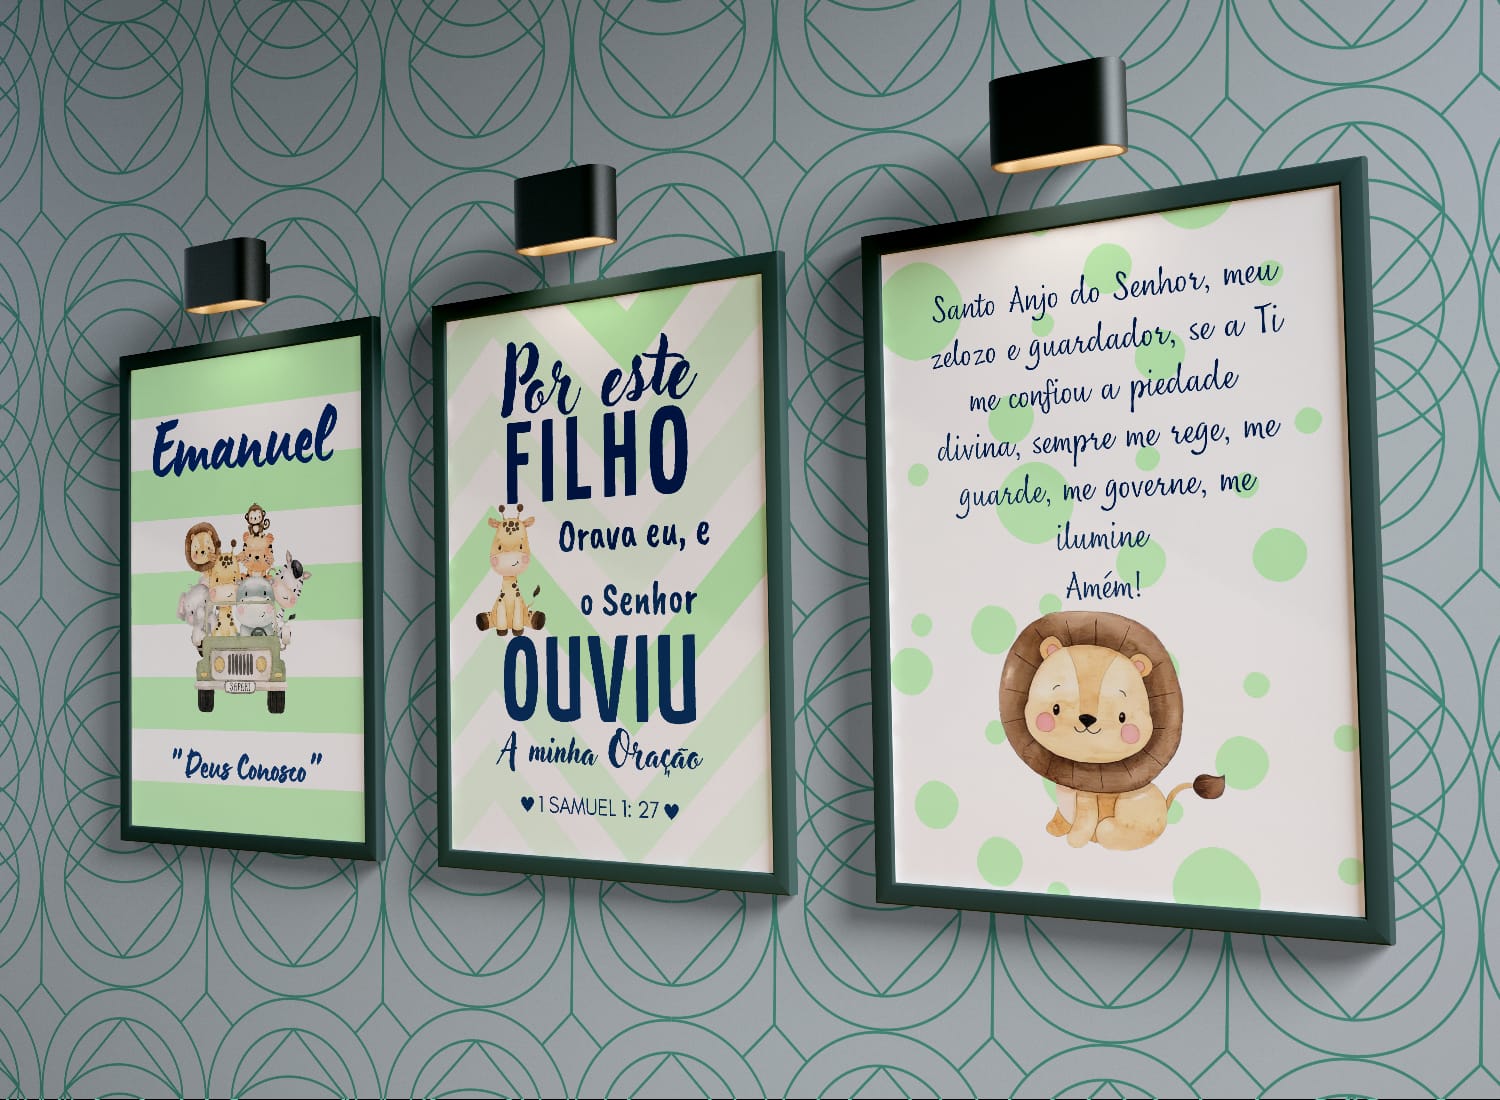 Emanuel
SAFARI
"Deus Conosco"
Por este
FILHO
Orava eu, e
o Senhor
OUVIU
A minha Oração
♥ 1 SAMUEL 1: 27 ♥
Santo Anjo do Senhor, meu
zelozo e guardador, se a Ti
me confiou a piedade
divina, sempre me rege, me
guarde, me governe, me
ilumine
Amém!